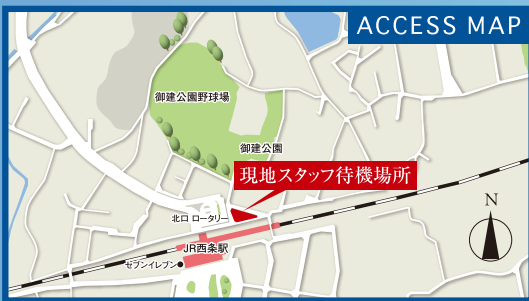 ACCESS MAP
御建公園野球場
御建公園
現地スタッフ待機場所
北口 ロータリー
N
JR西条駅
セブンイレブン